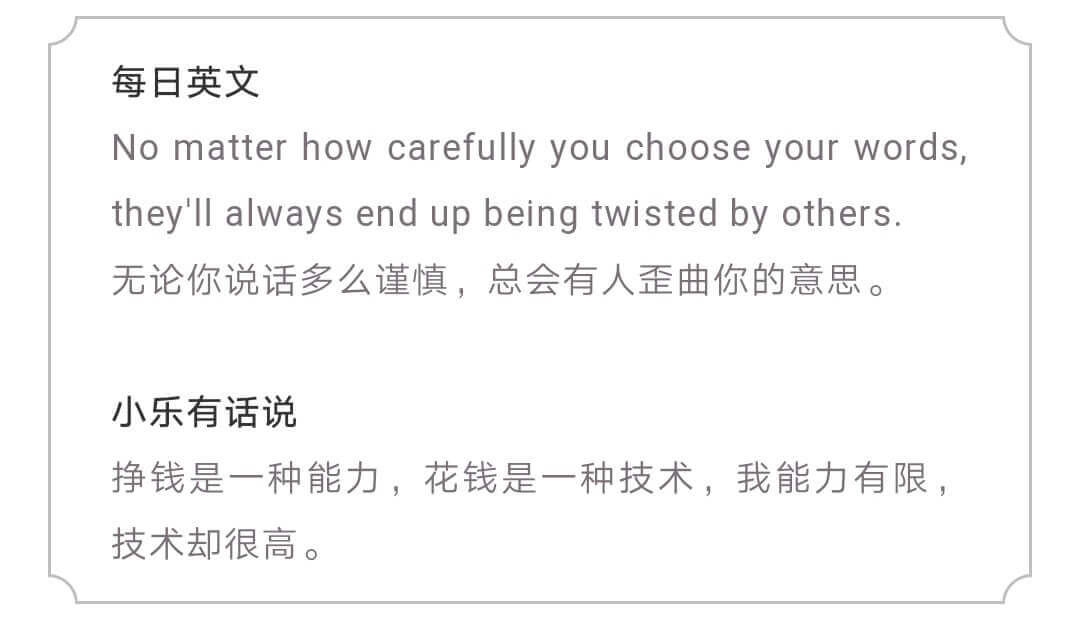 每日英文
No matter how carefully you choose your words,
they'll always end up being twisted by others.
无论你说话多么谨慎，总会有人歪曲你的意思。
小乐有话说
挣钱是一种能力，花钱是一种技术，我能力有限，
技术却很高。